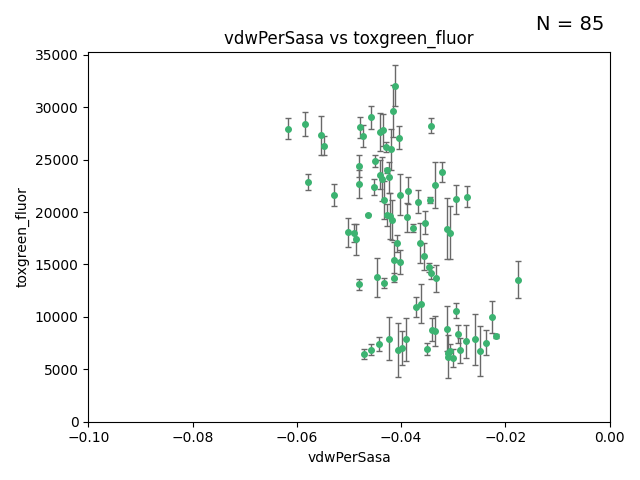 N = 85
vdwPerSasa vs toxgreen_fluor
35000
30000
25000
20000
15000
10000
5000
0
toxgreen_fluor
−0.10 −0.08 −0.06 −0.04 −0.02 0.00
vdwPerSasa